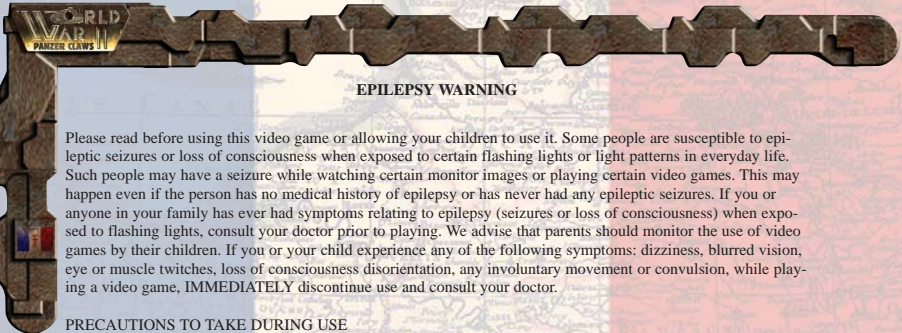 WORLD
WAR II
PANZER CLAWS
EPILEPSY WARNING
Please read before using this video game or allowing your children to use it. Some people are susceptible to epi-
leptic seizures or loss of consciousness when exposed to certain flashing lights or light patterns in everyday life.
Such people may have a seizure while watching certain monitor images or playing certain video games. This may
happen even if the person has no medical history of epilepsy or has never had any epileptic seizures. If you or
anyone in your family has ever had symptoms relating to epilepsy (seizures or loss of consciousness) when expo-
sed to flashing lights, consult your doctor prior to playing. We advise that parents should monitor the use of video
games by their children. If you or your child experience any of the following symptoms: dizziness, blurred vision,
eye or muscle twitches, loss of consciousness disorientation, any involuntary movement or convulsion, while play-
ing a video game, IMMEDIATELY discontinue use and consult your doctor.
PRECAUTIONS TO TAKE DURING USE